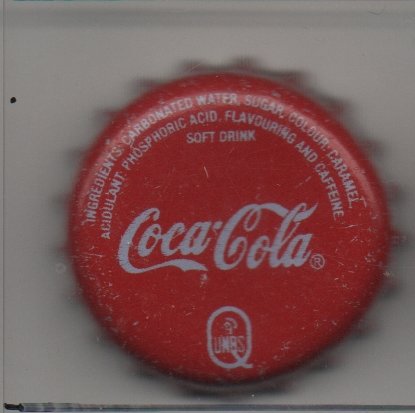 INGREDIENTS: CARBONATED WATER, SUGAR, COLOUR: CARAMEL,
ACIDULANT: PHOSPHORIC ACID, FLAVOURING AND CAFFEINE.
SOFT DRINK
Coca-Cola ®
Q
UNBS